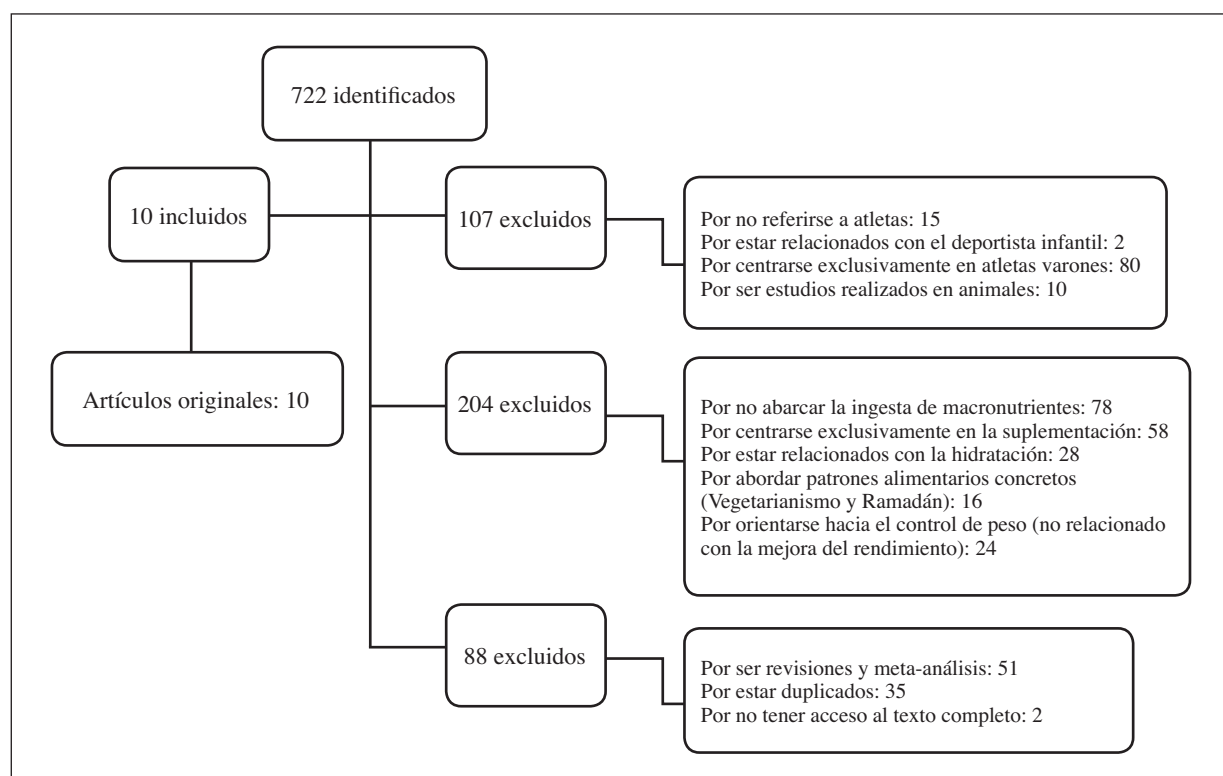 722 identificados
10 incluidos
107 excluidos
Por no referirse a atletas: 15
Por estar relacionados con el deportista infantil: 2
Por centrarse exclusivamente en atletas varones: 80
Por ser estudios realizados en animales: 10
Artículos originales: 10
204 excluidos
Por no abarcar la ingesta de macronutrientes: 78
Por centrarse exclusivamente en la suplementación: 58
Por estar relacionados con la hidratación: 28
Por abordar patrones alimentarios concretos
(Vegetarianismo y Ramadán): 16
Por orientarse hacia el control de peso (no relacionado
con la mejora del rendimiento): 24
88 excluidos
Por ser revisiones y meta-análisis: 51
Por estar duplicados: 35
Por no tener acceso al texto completo: 2